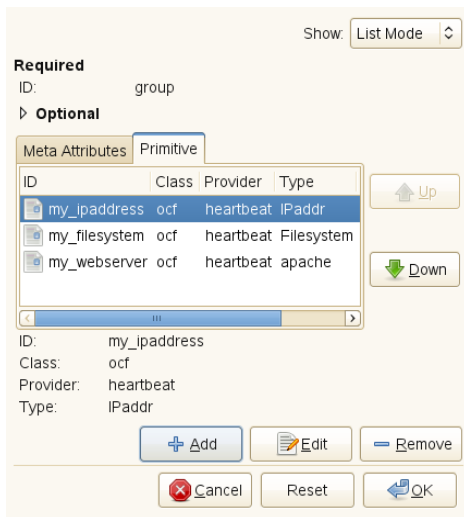 Show: List Mode
Required
ID: group
Optional
Meta Attributes Primitive
ID Class Provider Type
my_ipaddress ocf heartbeat IPaddr
my_filesystem ocf heartbeat Filesystem
my_webserver ocf heartbeat apache
Up
Down
ID: my_ipaddress
Class: ocf
Provider: heartbeat
Type: IPaddr
Add Edit Remove
Cancel Reset OK